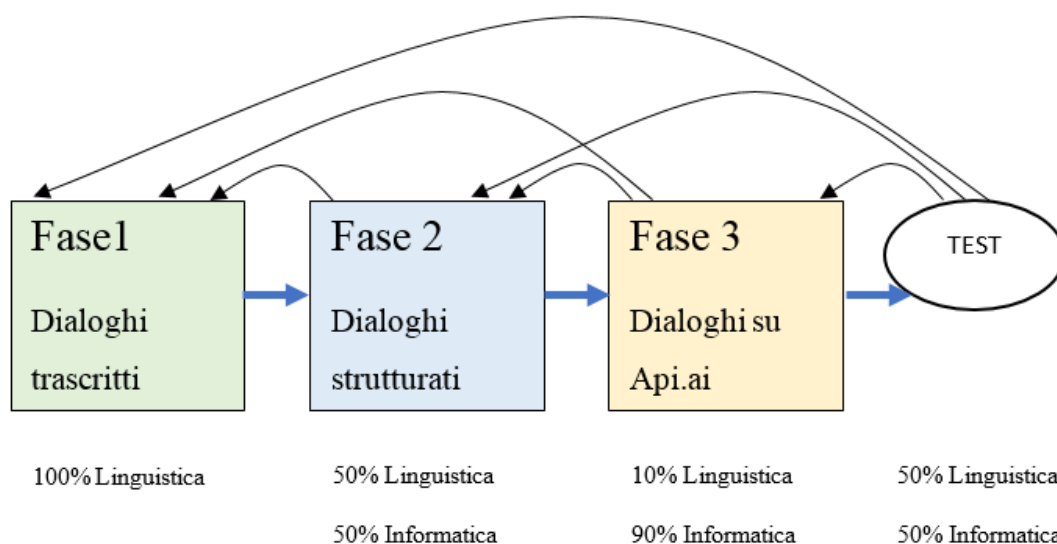 Fase1
Dialoghi
trascritti
Fase 2
Dialoghi
strutturati
Fase 3
Dialoghi su
Api.ai
TEST
100% Linguistica
50% Linguistica
50% Informatica
10% Linguistica
90% Informatica
50% Linguistica
50% Informatica